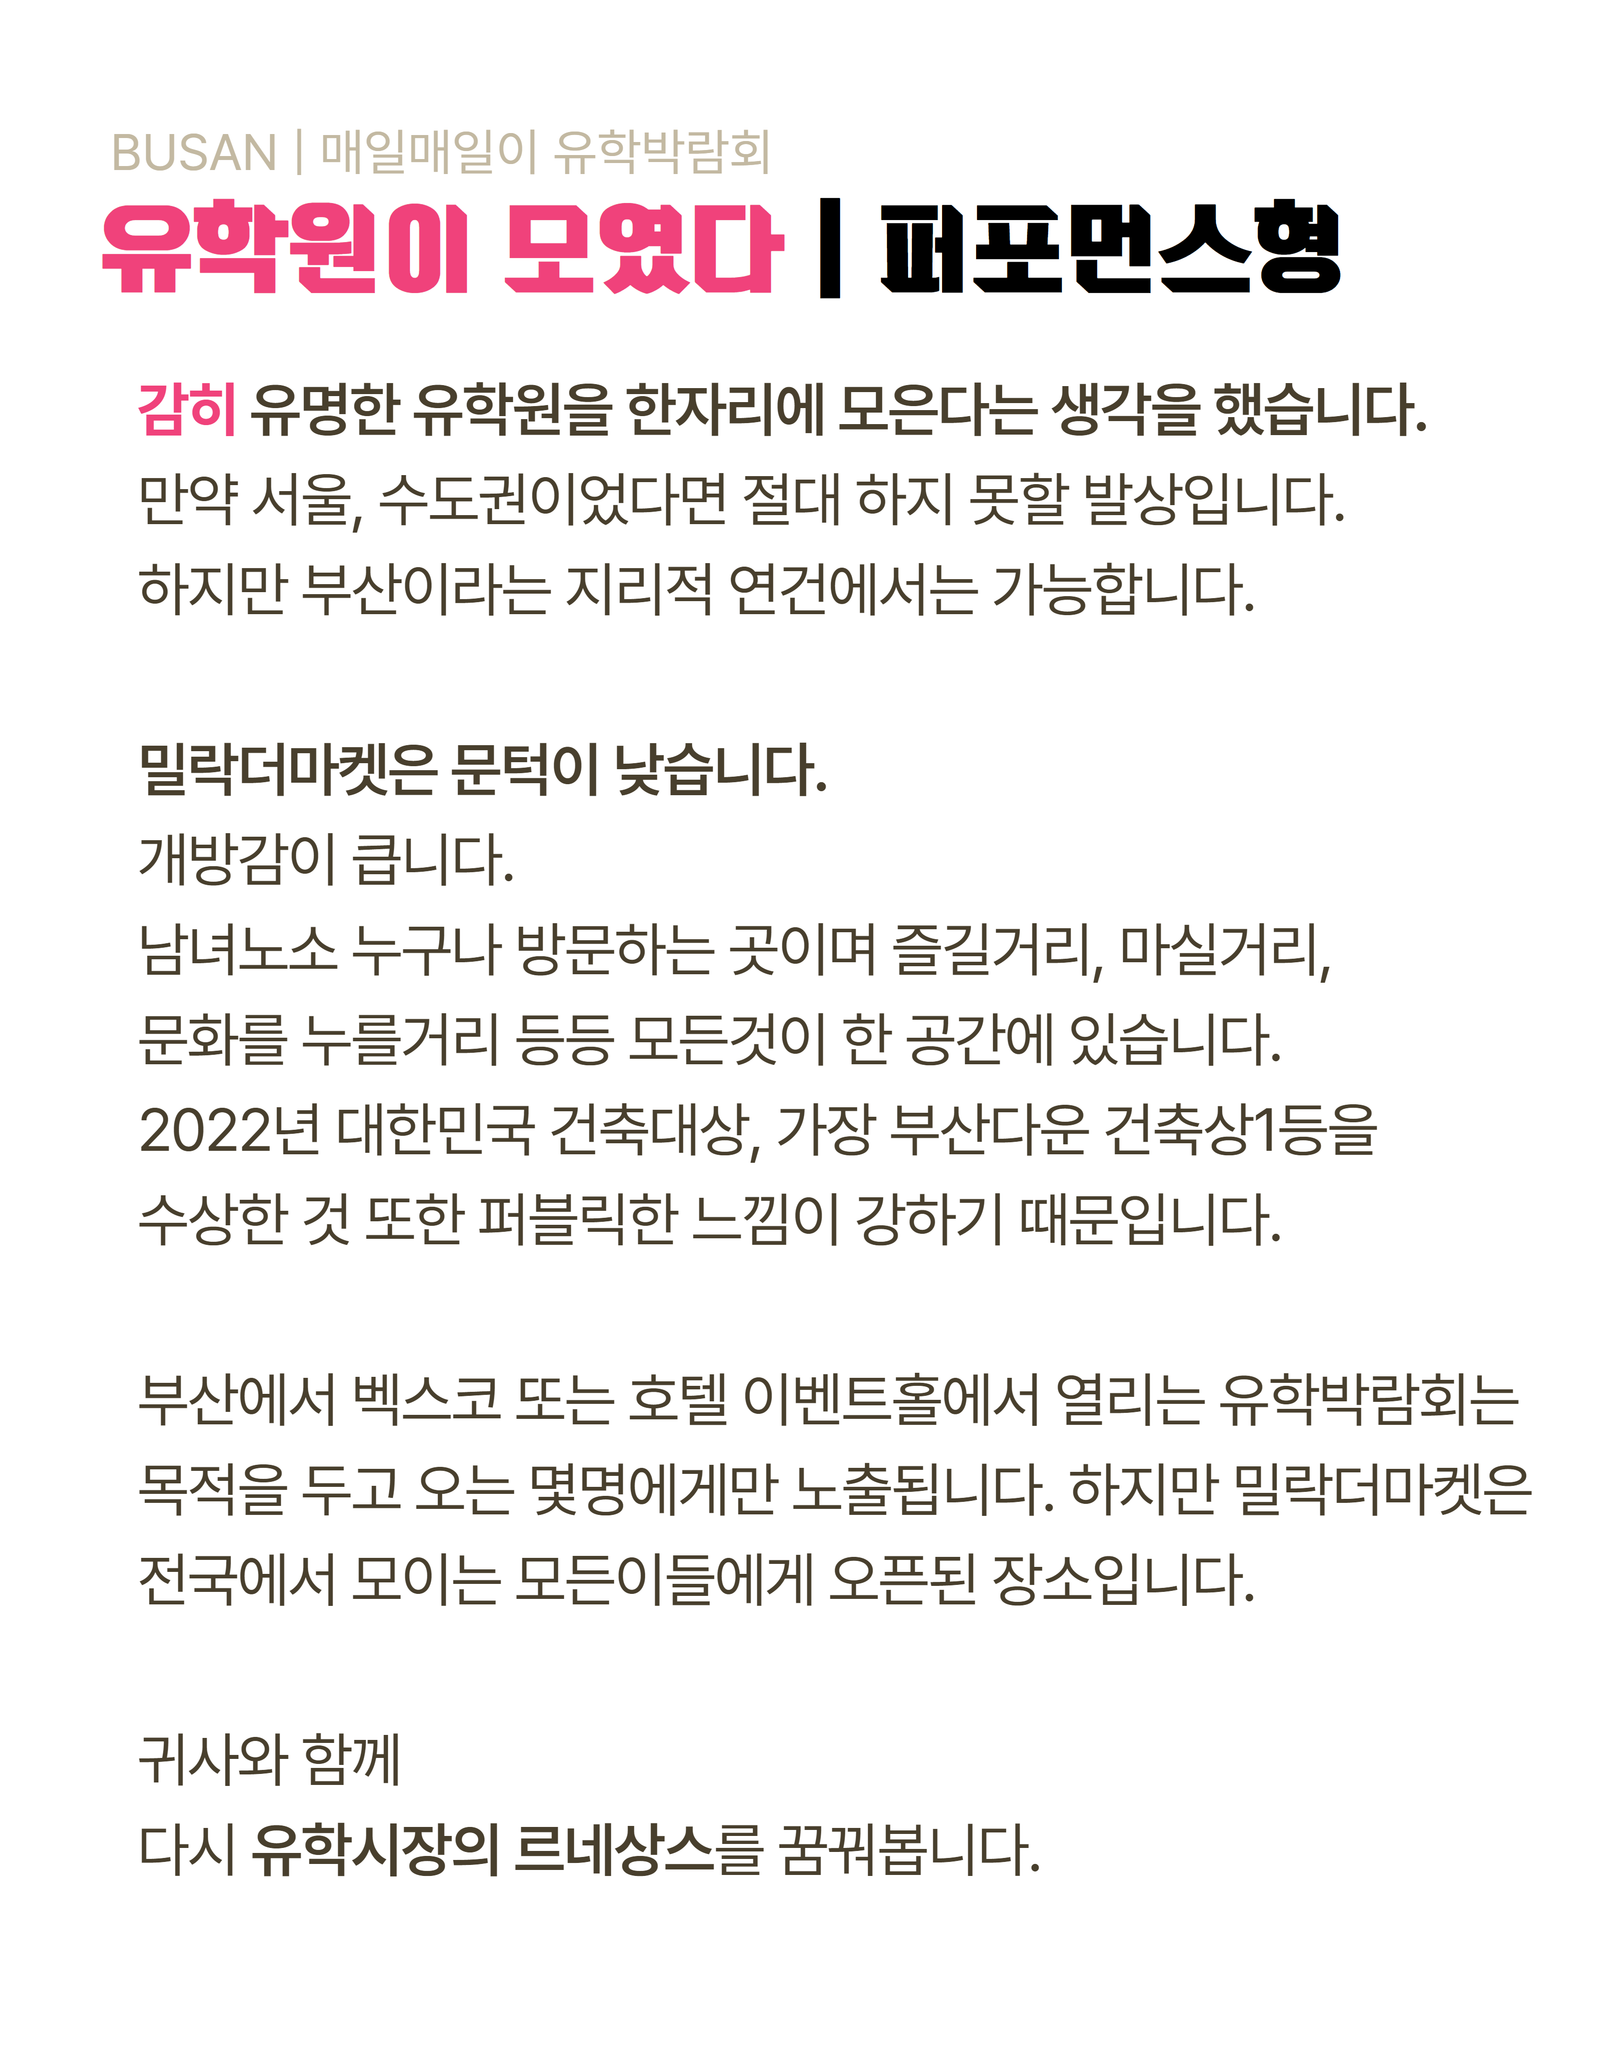 BUSAN | 매일매일이 유학박람회
유학원이 모였다 | 퍼포먼스형
감히 유명한 유학원을 한자리에 모은다는 생각을 했습니다.
만약 서울, 수도권이었다면 절대 하지 못할 발상입니다.
하지만 부산이라는 지리적 연건에서는 가능합니다.
밀락더마켓은 문턱이 낮습니다.
개방감이 큽니다.
남녀노소 누구나 방문하는 곳이며 즐길거리, 마실거리,
문화를 누를거리 등등 모든것이 한 공간에 있습니다.
2022년 대한민국 건축대상, 가장 부산다운 건축상1등을
수상한 것 또한 퍼블릭한 느낌이 강하기 때문입니다.
부산에서 벡스코 또는 호텔 이벤트홀에서 열리는 유학박람회는
목적을 두고 오는 몇명에게만 노출됩니다. 하지만 밀락더마켓은
전국에서 모이는 모든이들에게 오픈된 장소입니다.
귀사와 함께
다시 유학시장의 르네상스를 꿈꿔봅니다.